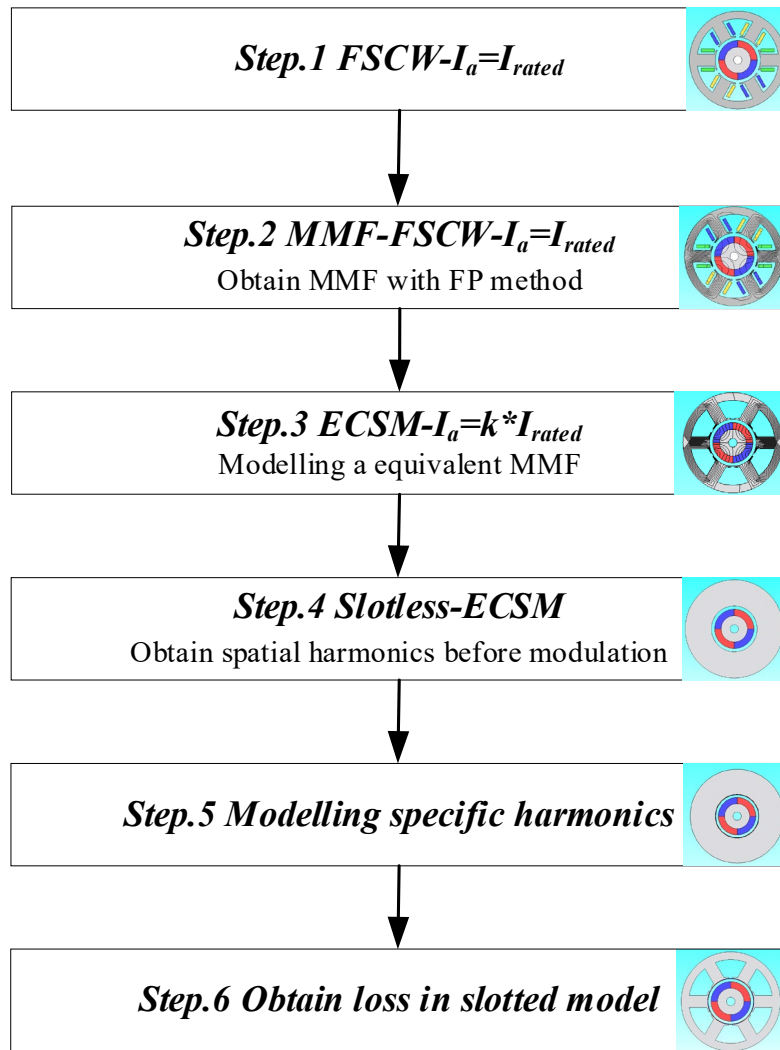 Step.1 FSCW-Ia=Irated
Step.2 MMF-FSCW-Ia=Irated
Obtain MMF with FP method
Step.3 ECSM-Ia=k*Irated
Modelling a equivalent MMF
Step.4 Slotless-ECSM
Obtain spatial harmonics before modulation
Step.5 Modelling specific harmonics
Step.6 Obtain loss in slotted model